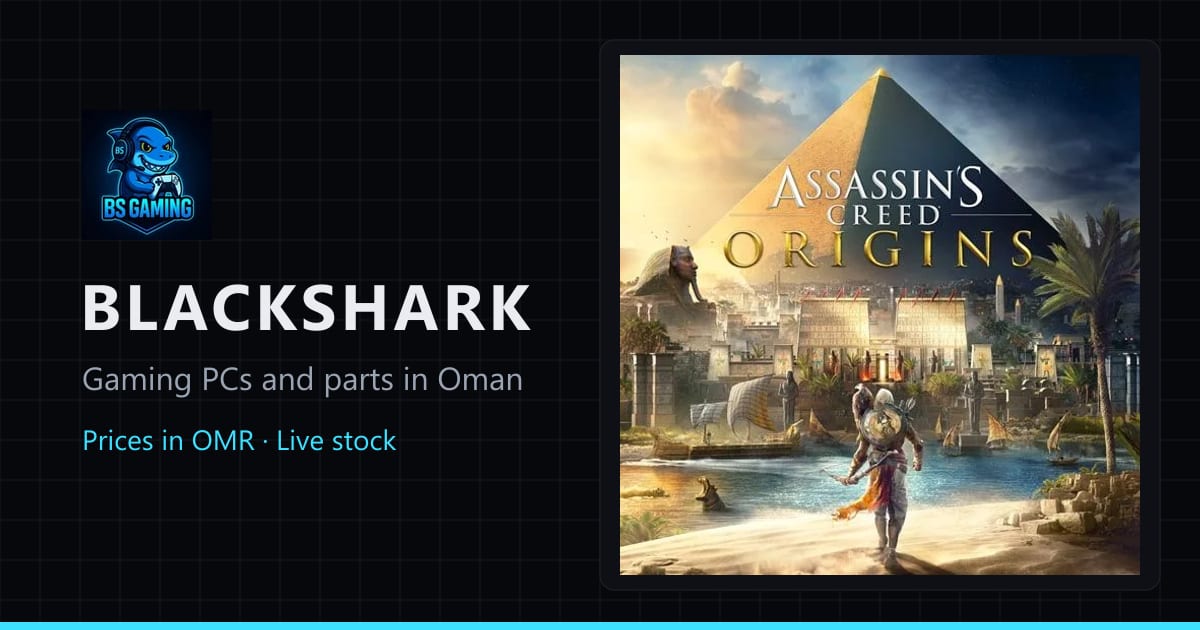 BS
BS GAMING
BLACKSHARK
Gaming PCs and parts in Oman
Prices in OMR · Live stock
ASSASSIN'S
CREED
ORIGINS